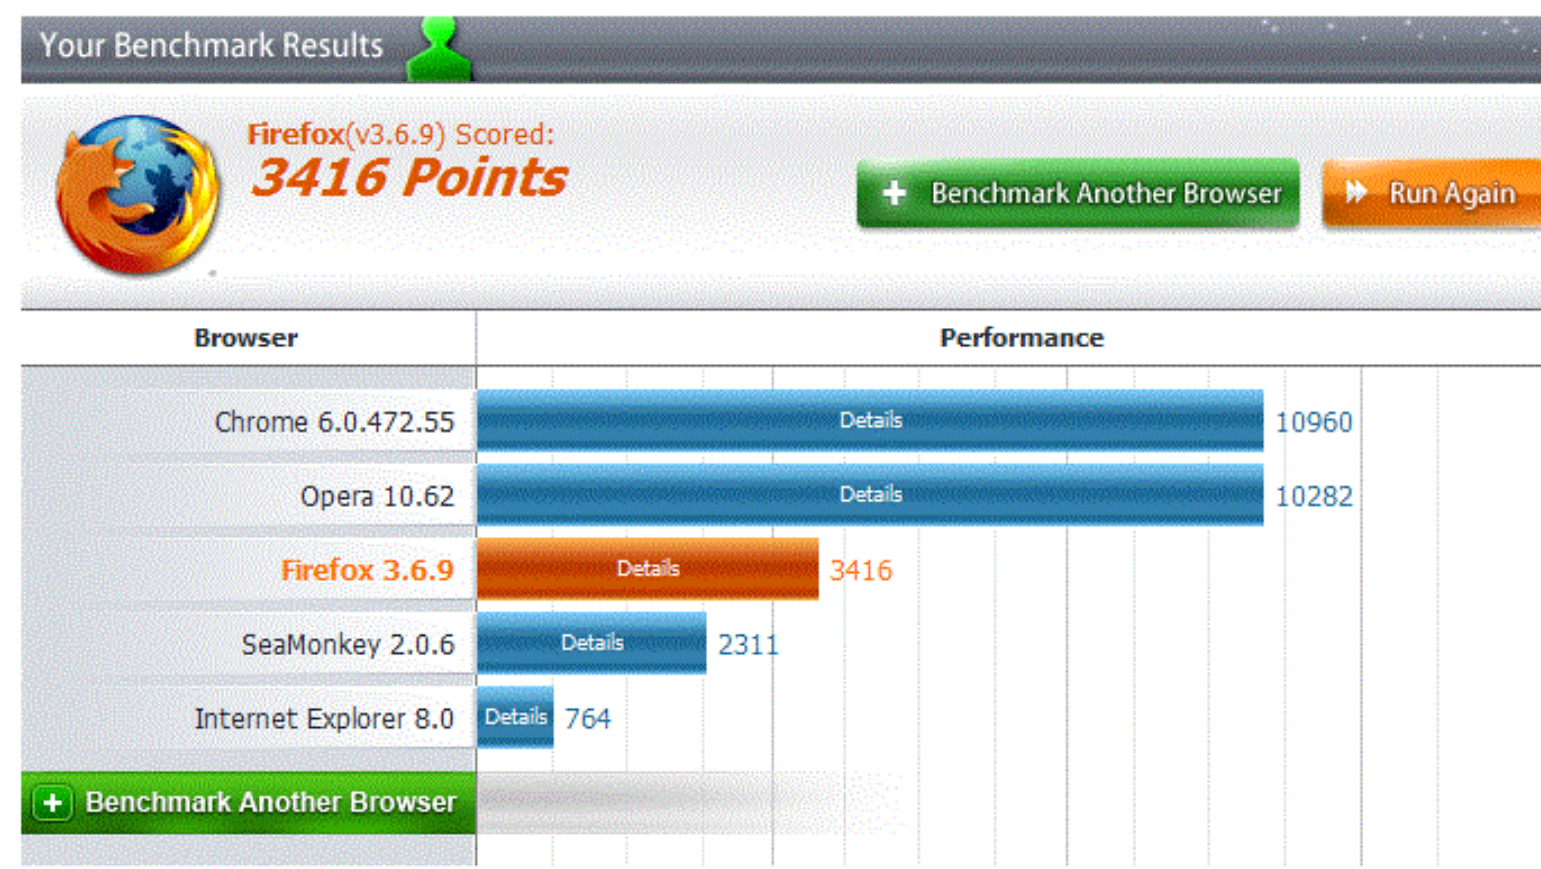 Your Benchmark Results
Firefox(v3.6.9) Scored:
3416 Points
Benchmark Another Browser
Run Again
Browser
Performance
Chrome 6.0.472.55
Details
10960
Opera 10.62
Details
10282
Firefox 3.6.9
Details
3416
SeaMonkey 2.0.6
Details
2311
Internet Explorer 8.0
Details
764
Benchmark Another Browser